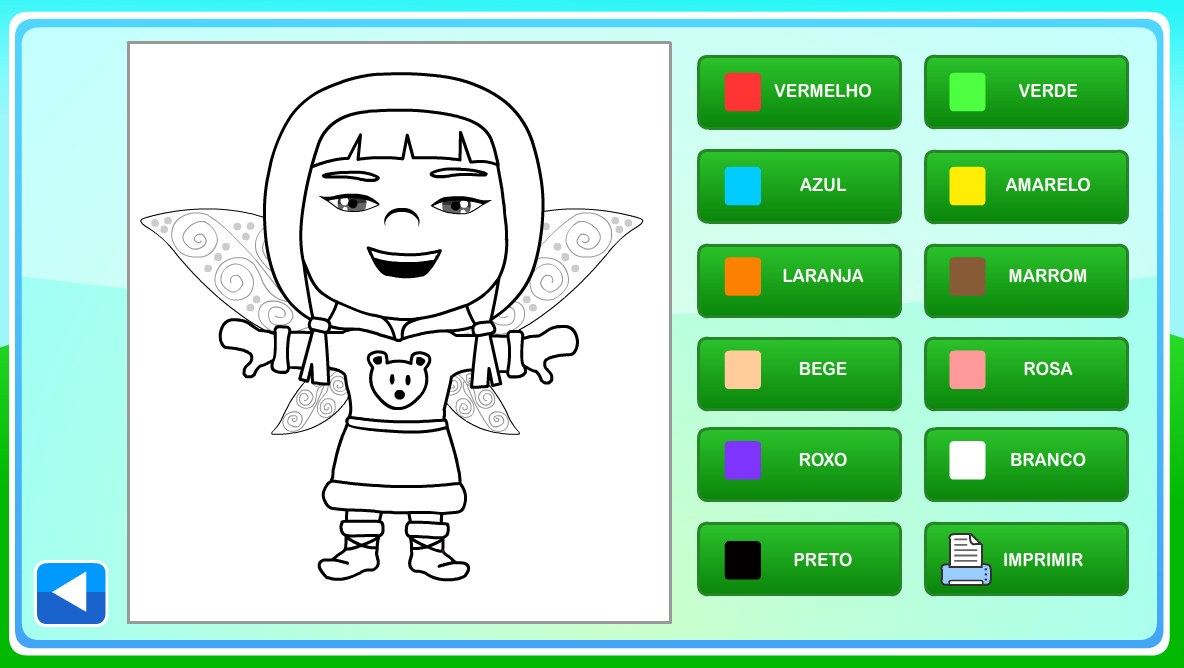 VERMELHO
VERDE
AZUL
AMARELO
LARANJA
MARROM
BEGE
ROSA
ROXO
BRANCO
PRETO
IMPRIMIR